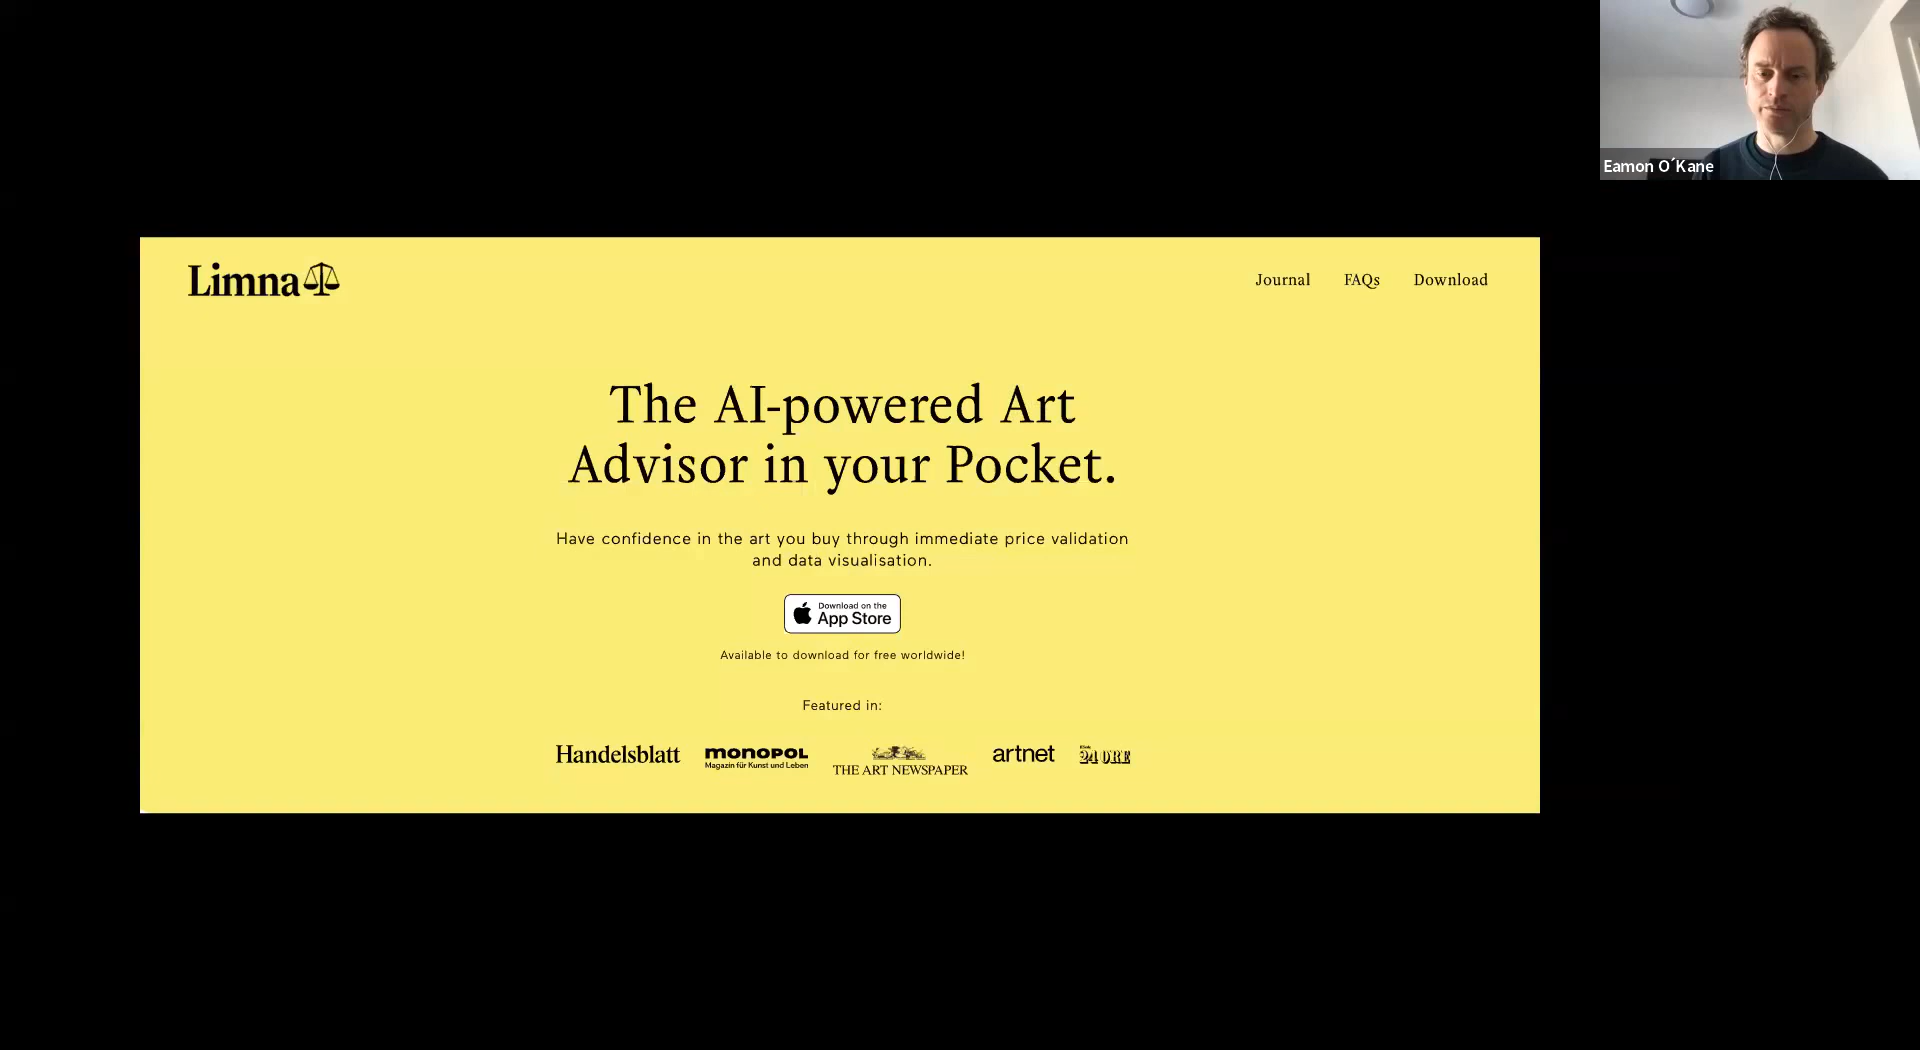 Eamon O´Kane
Limna
Journal
FAQs
Download
The AI-powered Art
Advisor in your Pocket.
Have confidence in the art you buy through immediate price validation
and data visualisation.
Download on the
App Store
Available to download for free worldwide!
Featured in:
Handelsblatt
monopol
Magazin für Kunst und Leben
THE ART NEWSPAPER
artnet
24 ORE